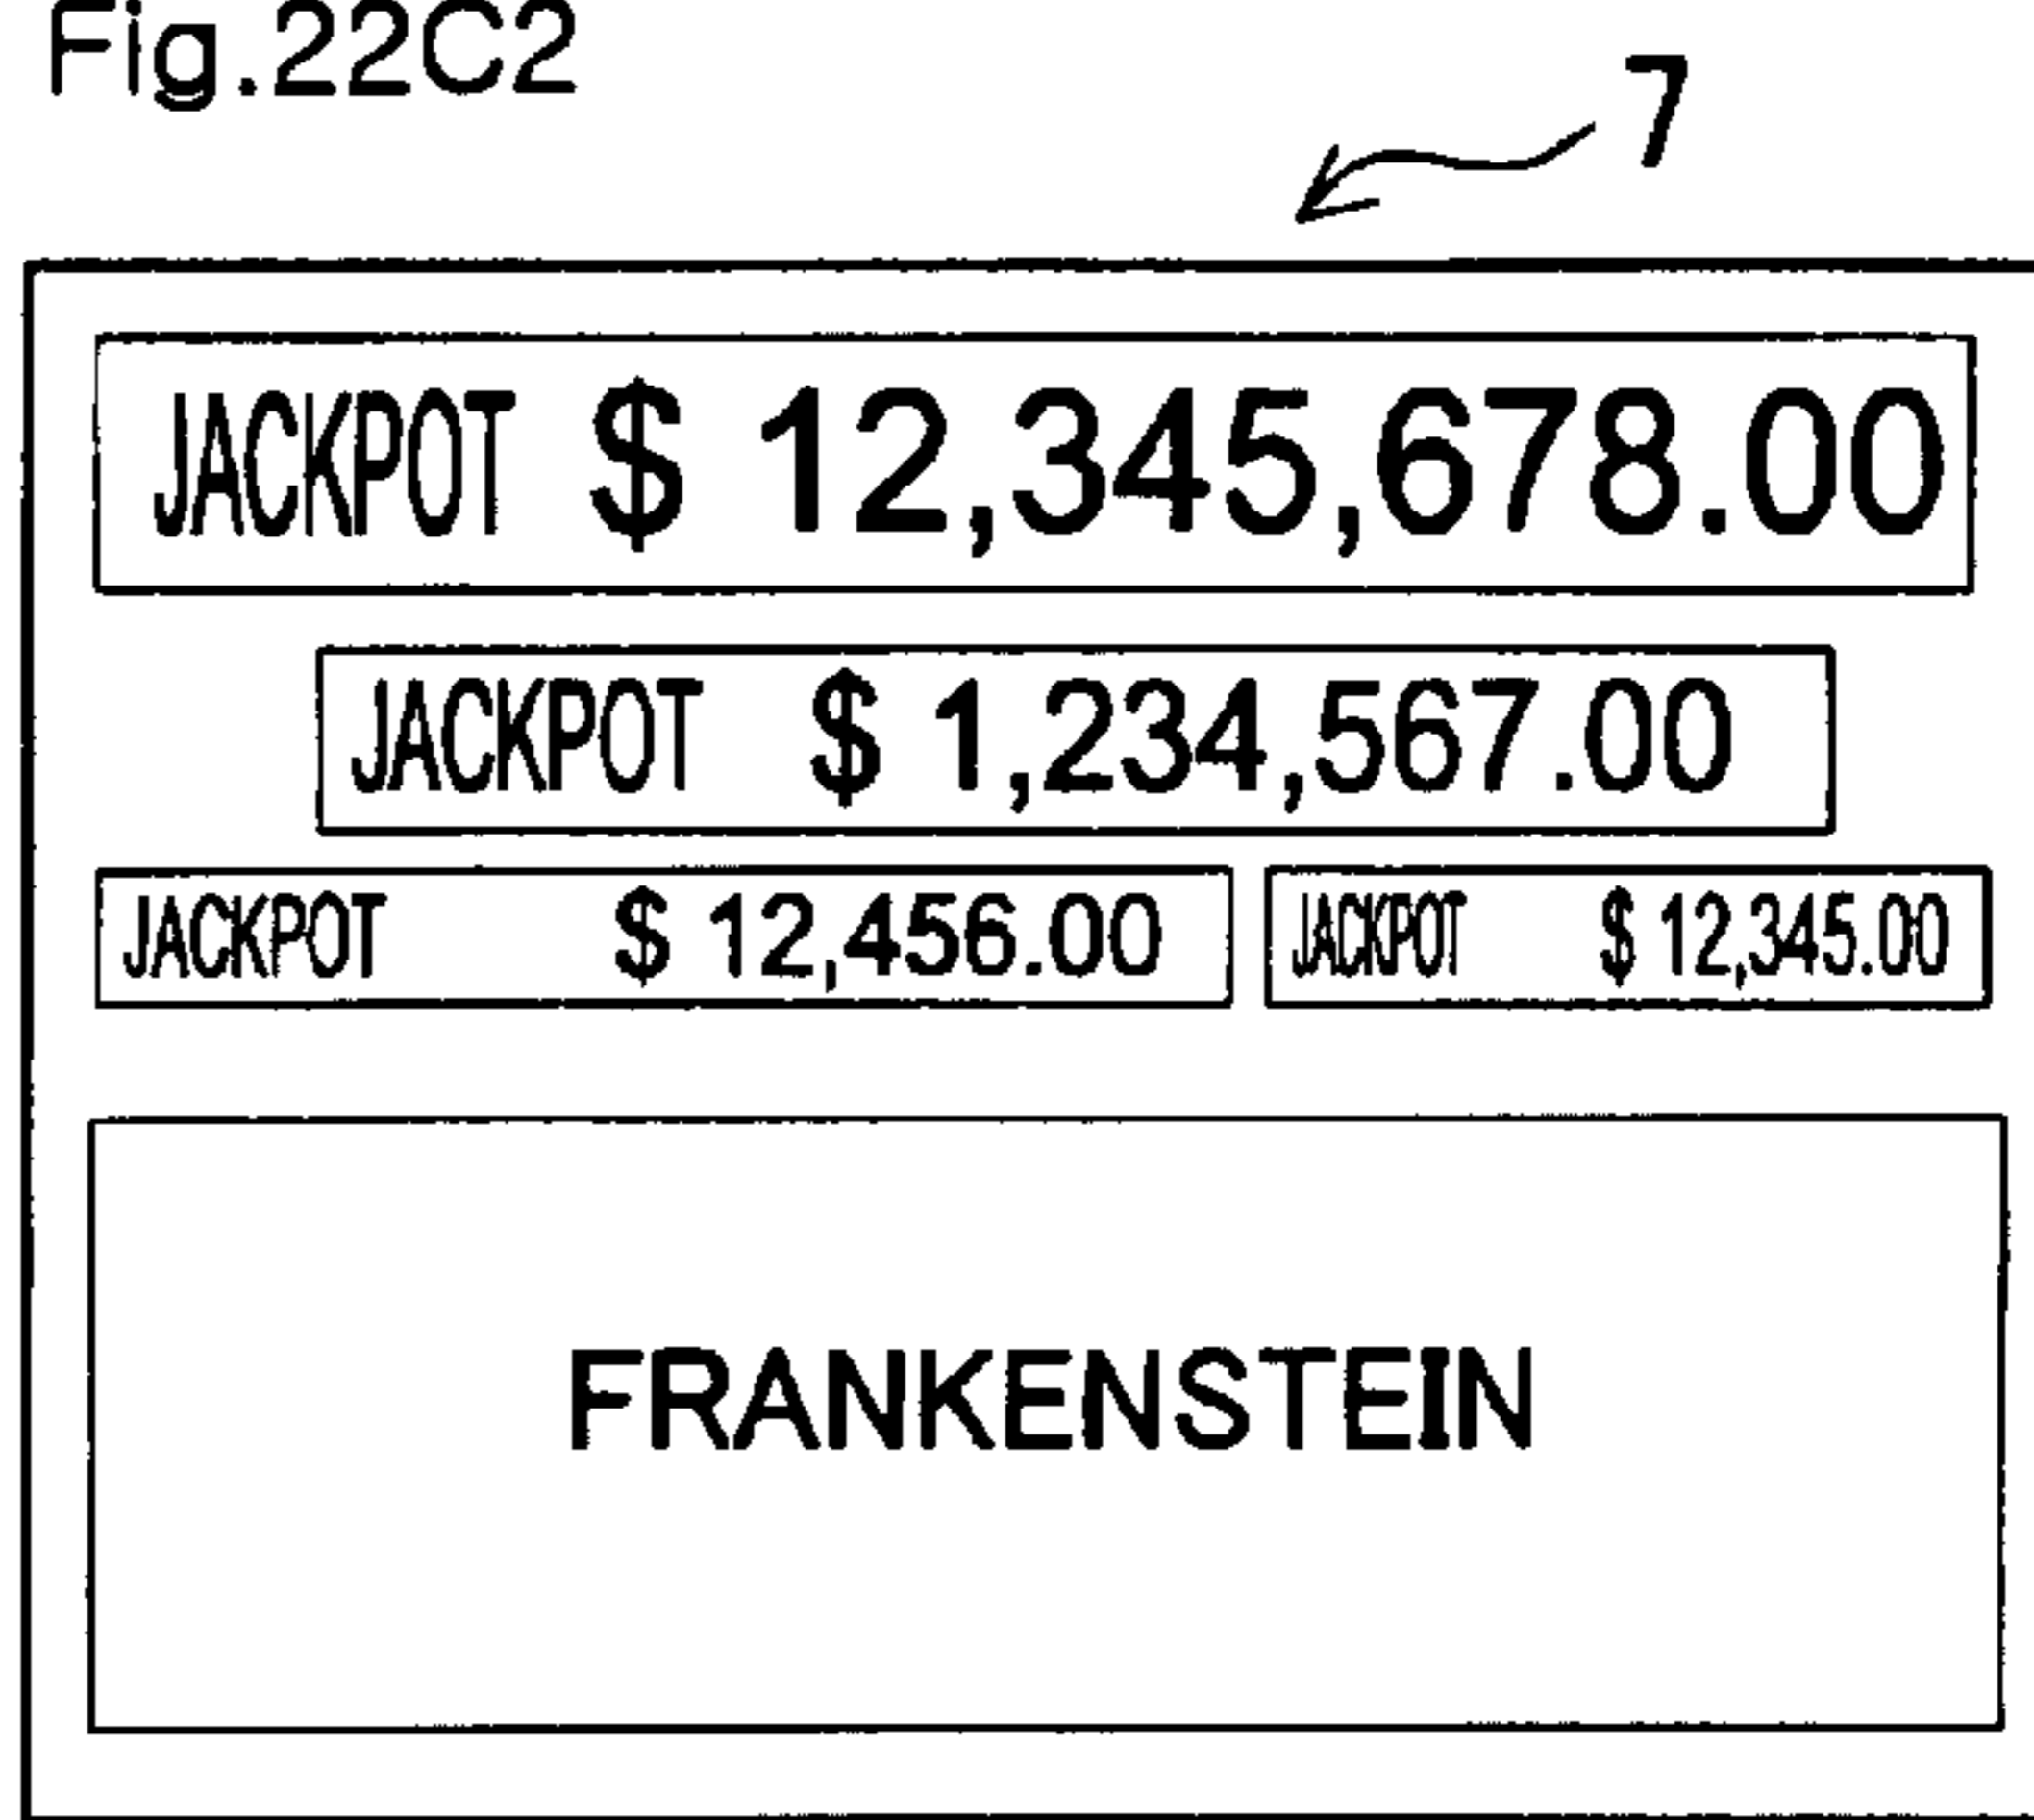 Fig.22C2
7
JACKPOT $ 12,345,678.00
JACKPOT $ 1,234,567.00
JACKPOT $ 12,456.00
JACKPOT $ 12,345.00
FRANKENSTEIN